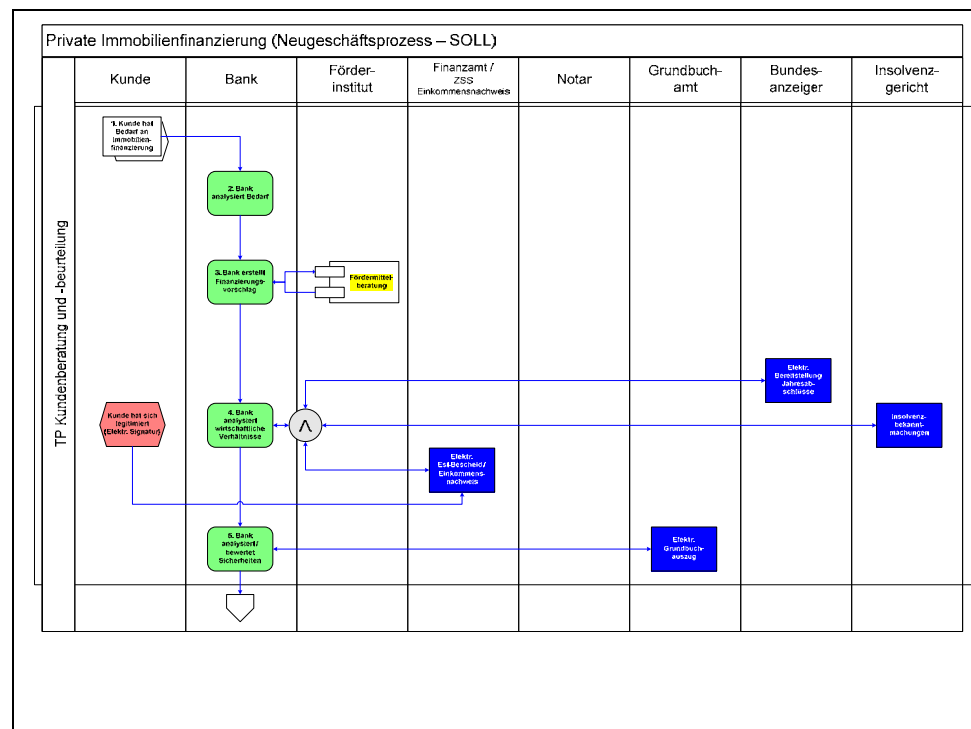 Private Immobilienfinanzierung (Neugeschäftsprozess – SOLL)
Kunde
Bank
Förder-
institut
Finanzamt /
ZSS
Einkommensnachweis
Notar
Grundbuch-
amt
Bundes-
anzeiger
Insolvenz-
gericht
TP Kundenberatung und -beurteilung
1. Kunde hat
Bedarf an
Immobilien-
finanzierung
2. Bank
analysiert Bedarf
3. Bank erstellt
Finanzierungs-
vorschlag
Fördermittel-
beratung
Elektr.
Bereitstellung
Jahresab-
schlüsse
Kunde hat sich
legitimiert
(Elektr. Signatur)
4. Bank
analysiert
wirtschaftliche
Verhältnisse
Λ
Insolvenz-
bekannt-
machungen
Elektr.
Est-Bescheid /
Einkommens-
nachweis
5. Bank
analysiert /
bewertet
Sicherheiten
Elektr.
Grundbuch-
auszug